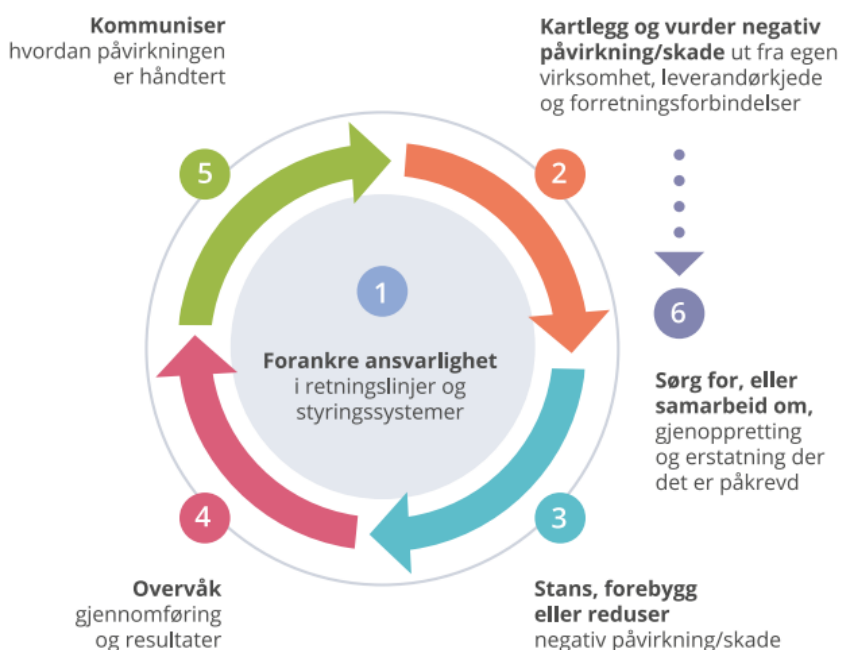 Kommuniser
hvordan påvirkningen
er håndtert
Kartlegg og vurder negativ
påvirkning/skade ut fra egen
virksomhet, leverandørkjede
og forretningsforbindelser
5
2
1
Forankre ansvarlighet
i retningslinjer og
styringssystemer
6
Sørg for, eller
samarbeid om,
gjenoppretting
og erstatning der
det er påkrevd
4
3
Overvåk
gjennomføring
og resultater
Stans, forebygg
eller reduser
negativ påvirkning/skade